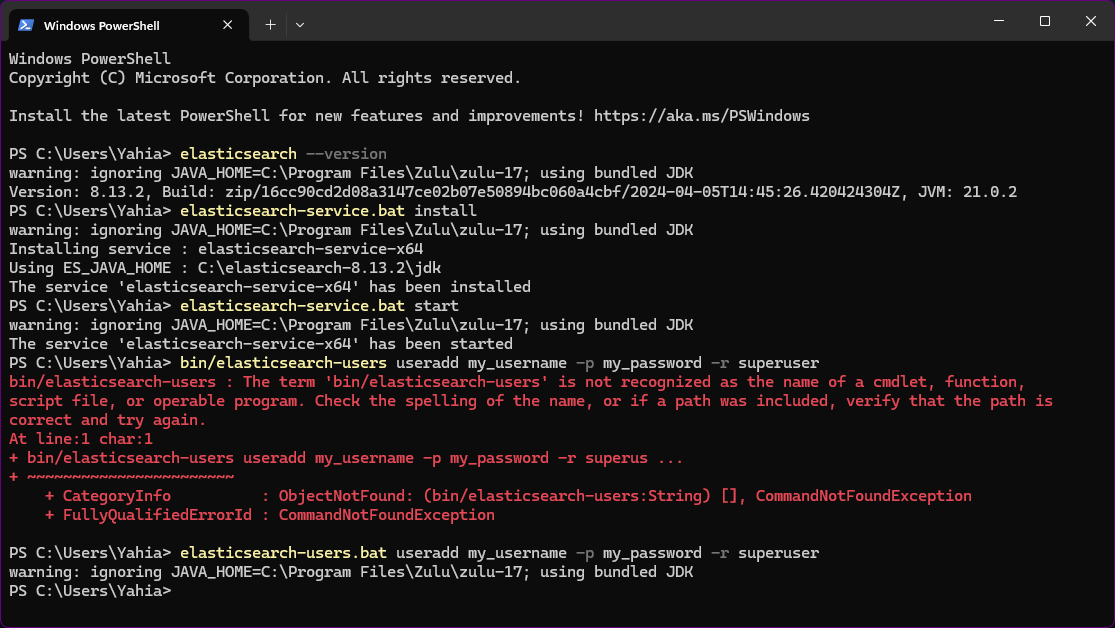 Windows PowerShell
Windows PowerShell
Copyright (C) Microsoft Corporation. All rights reserved.
Install the latest PowerShell for new features and improvements! https://aka.ms/PSWindows
PS C:\Users\Yahia> elasticsearch --version
warning: ignoring JAVA_HOME=C:\Program Files\Zulu\zulu-17; using bundled JDK
Version: 8.13.2, Build: zip/16cc90cd2d08a3147ce02b07e50894bc060a4cbf/2024-04-05T14:45:26.420424304Z, JVM: 21.0.2
PS C:\Users\Yahia> elasticsearch-service.bat install
warning: ignoring JAVA_HOME=C:\Program Files\Zulu\zulu-17; using bundled JDK
Installing service : elasticsearch-service-x64
Using ES_JAVA_HOME : C:\elasticsearch-8.13.2\jdk
The service 'elasticsearch-service-x64' has been installed
PS C:\Users\Yahia> elasticsearch-service.bat start
warning: ignoring JAVA_HOME=C:\Program Files\Zulu\zulu-17; using bundled JDK
The service 'elasticsearch-service-x64' has been started
PS C:\Users\Yahia> bin/elasticsearch-users useradd my_username -p my_password -r superuser
bin/elasticsearch-users : The term 'bin/elasticsearch-users' is not recognized as the name of a cmdlet, function,
script file, or operable program. Check the spelling of the name, or if a path was included, verify that the path is
correct and try again.
At line:1 char:1
+ bin/elasticsearch-users useradd my_username -p my_password -r superus ...
+ ~~~~~~~~~~~~~~~~~~~~~~~
    + CategoryInfo          : ObjectNotFound: (bin/elasticsearch-users:String) [], CommandNotFoundException
    + FullyQualifiedErrorId : CommandNotFoundException
PS C:\Users\Yahia> elasticsearch-users.bat useradd my_username -p my_password -r superuser
warning: ignoring JAVA_HOME=C:\Program Files\Zulu\zulu-17; using bundled JDK
PS C:\Users\Yahia>